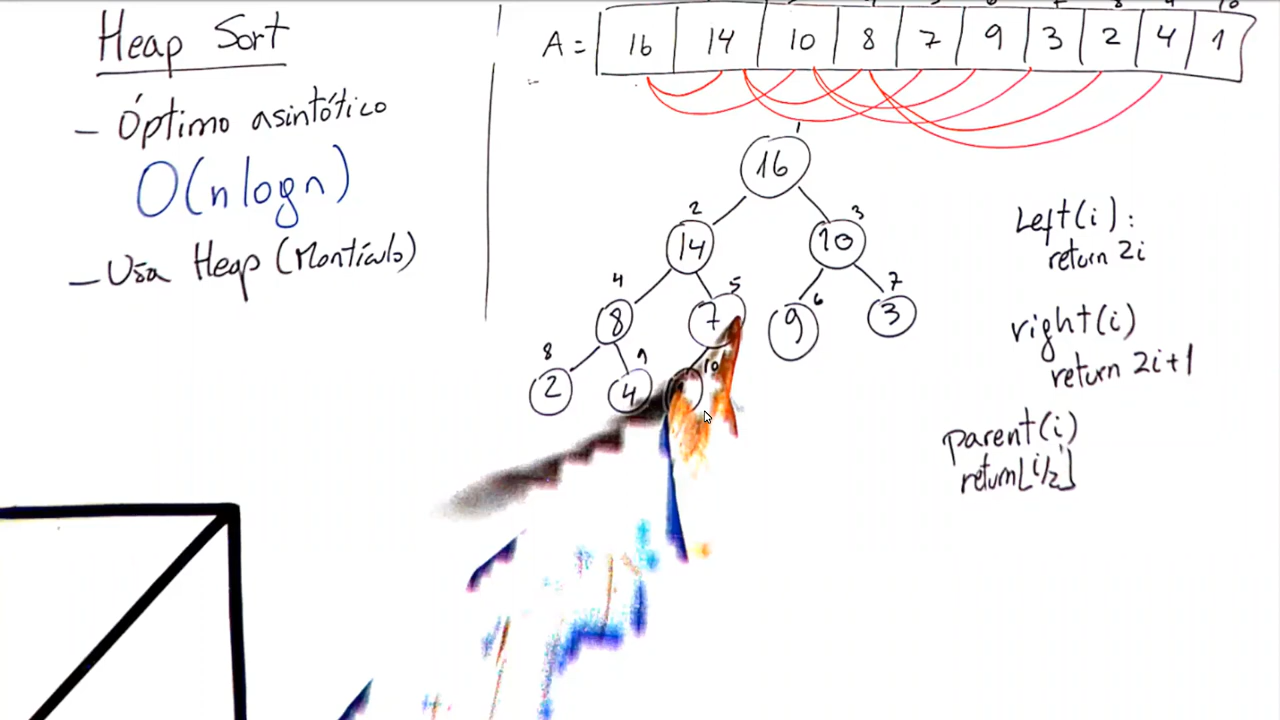 Heap Sort
- Óptimo asintótico
O(n log n)
- Usa Heap (Montículo)
A = 16 14 10 8 7 9 3 2 4 1
1
16
2 3
14 10
4 5 6 7
8 7 9 3
8 9 10
2 4
Left(i):
return 2i
right(i)
return 2i+1
parent(i)
return ⌊i/2⌋